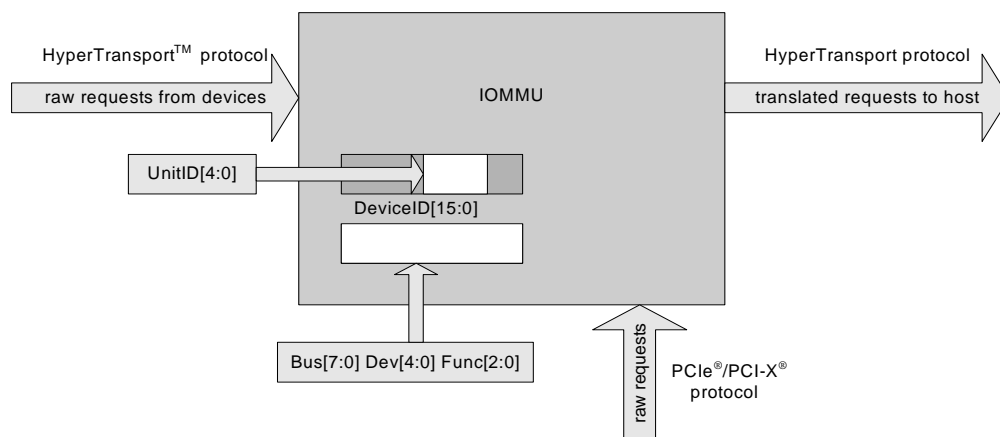 HyperTransport™ protocol
raw requests from devices
IOMMU
HyperTransport protocol
translated requests to host
UnitID[4:0]
DeviceID[15:0]
Bus[7:0] Dev[4:0] Func[2:0]
raw requests
PCIe®/PCI-X®
protocol